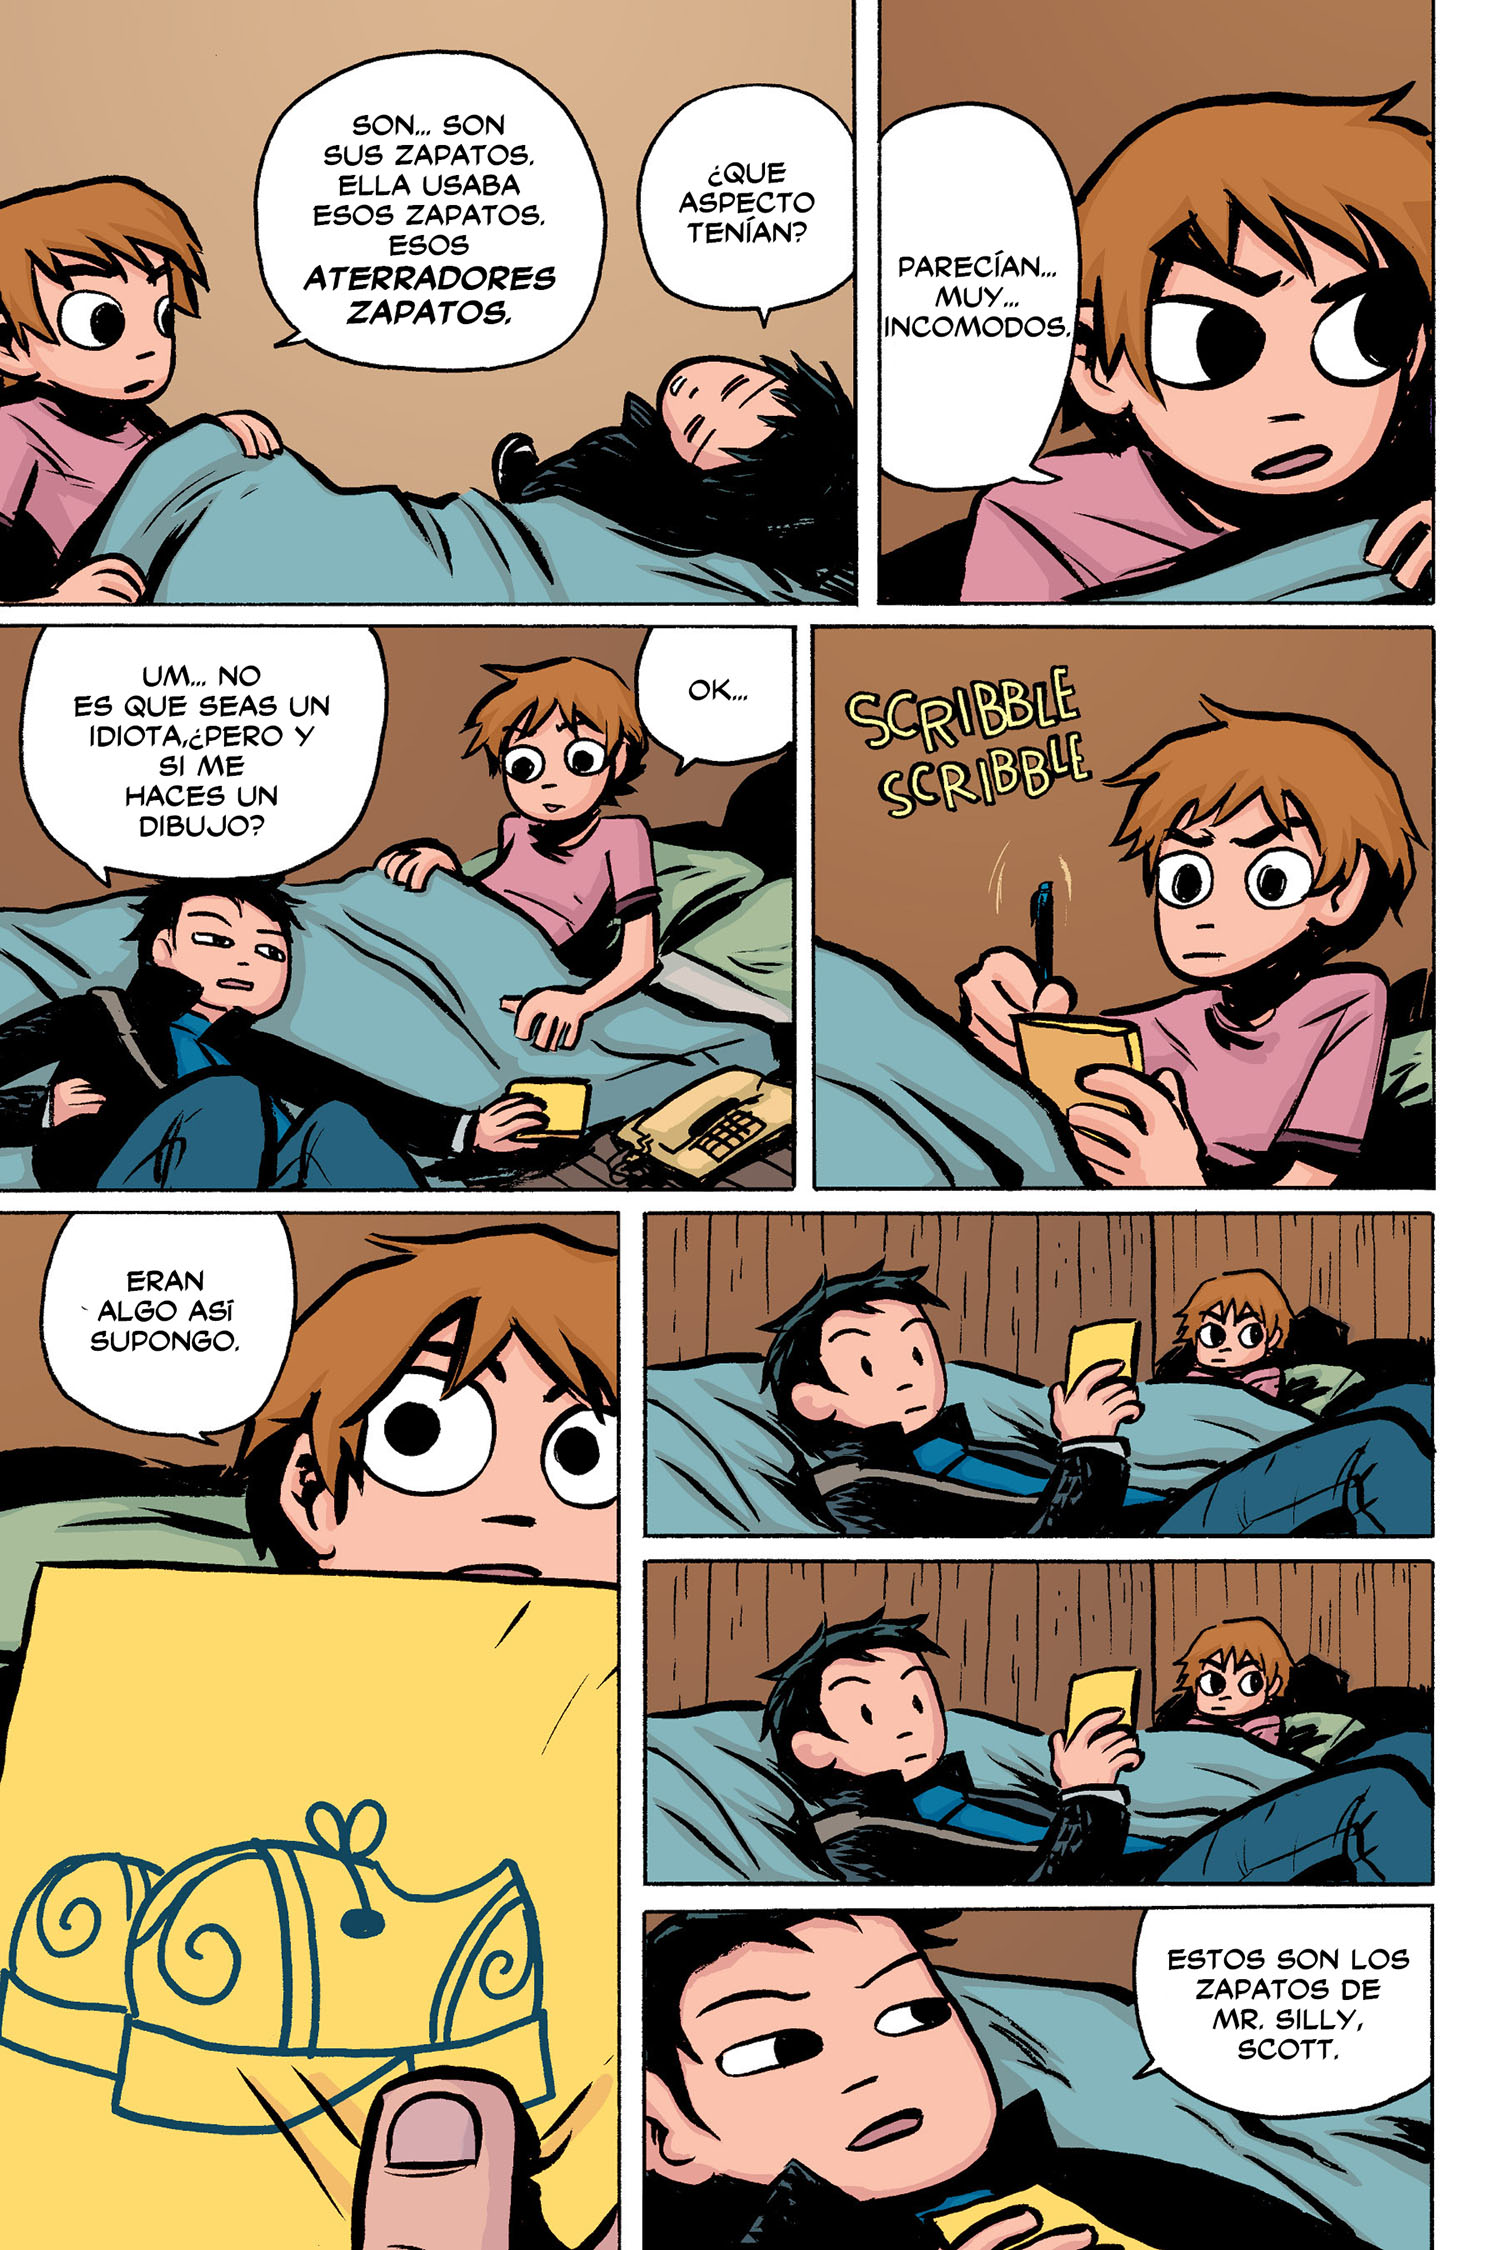 SON... SON
SUS ZAPATOS.
ELLA USABA
ESOS ZAPATOS.
ESOS
ATERRADORES
ZAPATOS.
¿QUE
ASPECTO
TENÍAN?
PARECÍAN...
MUY...
INCOMODOS.
UM... NO
ES QUE SEAS UN
IDIOTA,¿PERO Y
SI ME
HACES UN
DIBUJO?
OK...
SCRIBBLE
SCRIBBLE
ERAN
ALGO ASÍ
SUPONGO.
ESTOS SON LOS
ZAPATOS DE
MR. SILLY,
SCOTT.